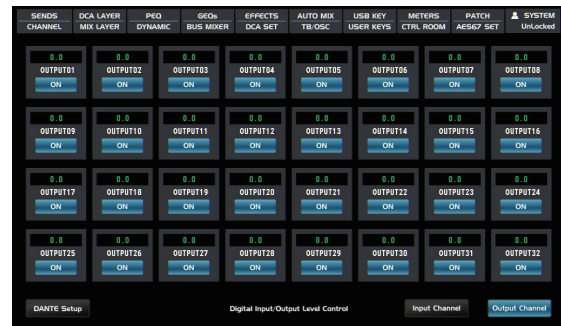 SENDS DCA LAYER PEQ GEQs EFFECTS AUTO MIX USB KEY METERS PATCH SYSTEM
CHANNEL MIX LAYER DYNAMIC BUS MIXER DCA SET TB/OSC USER KEYS CTRL ROOM AES67 SET UnLocked
0.0 0.0 0.0 0.0 0.0 0.0 0.0 0.0
OUTPUT01 OUTPUT02 OUTPUT03 OUTPUT04 OUTPUT05 OUTPUT06 OUTPUT07 OUTPUT08
ON ON ON ON ON ON ON ON
0.0 0.0 0.0 0.0 0.0 0.0 0.0 0.0
OUTPUT09 OUTPUT10 OUTPUT11 OUTPUT12 OUTPUT13 OUTPUT14 OUTPUT15 OUTPUT16
ON ON ON ON ON ON ON ON
0.0 0.0 0.0 0.0 0.0 0.0 0.0 0.0
OUTPUT17 OUTPUT18 OUTPUT19 OUTPUT20 OUTPUT21 OUTPUT22 OUTPUT23 OUTPUT24
ON ON ON ON ON ON ON ON
0.0 0.0 0.0 0.0 0.0 0.0 0.0 0.0
OUTPUT25 OUTPUT26 OUTPUT27 OUTPUT28 OUTPUT29 OUTPUT30 OUTPUT31 OUTPUT32
ON ON ON ON ON ON ON ON
DANTE Setup Digital Input/Output Level Control Input Channel Output Channel